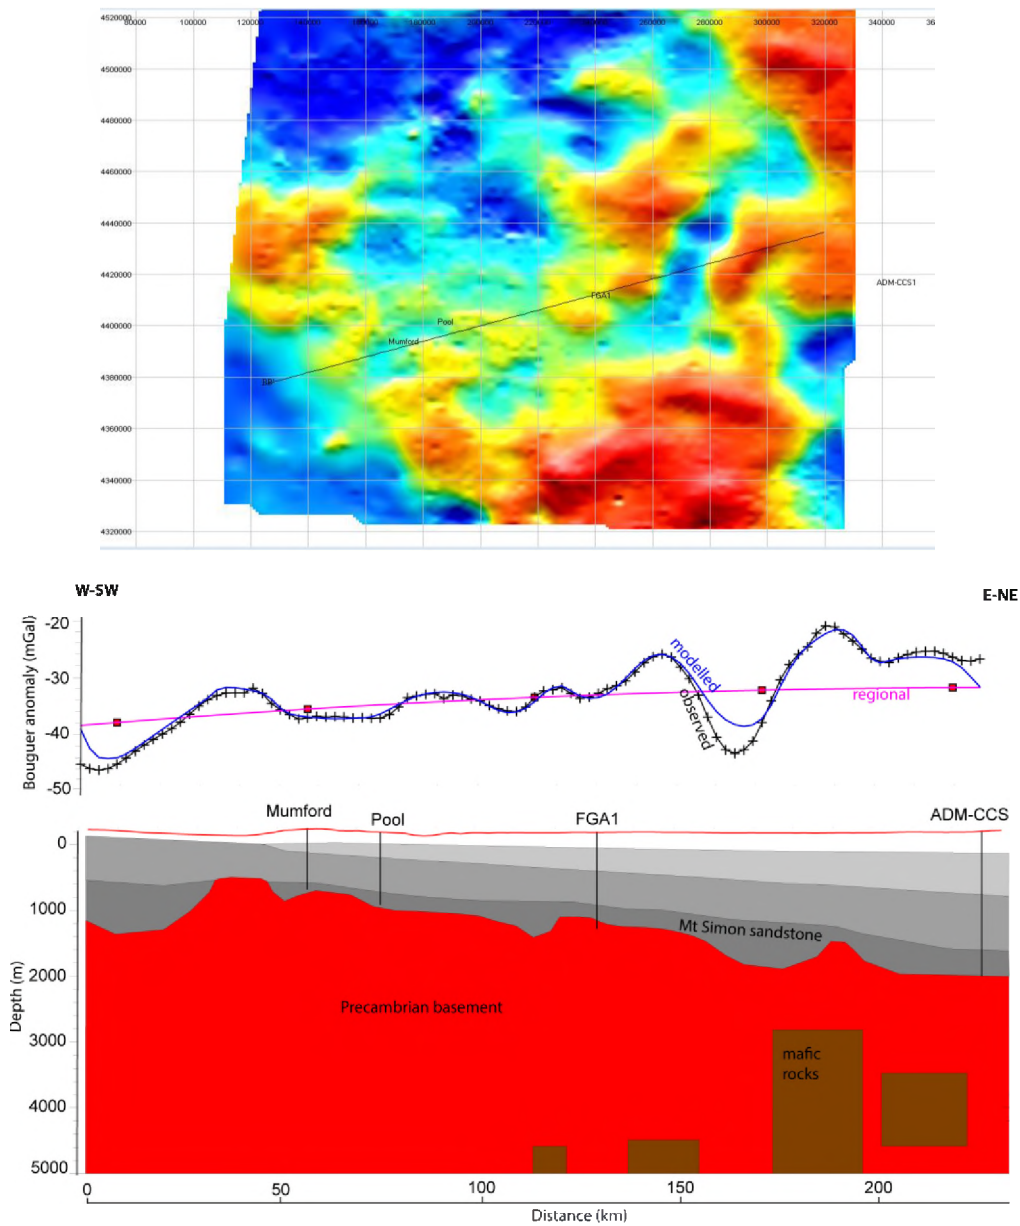 4520000
80000 100000 120000 140000 160000 180000 200000 220000 240000 260000 280000 300000 320000 340000 36
4500000
4480000
4460000
4440000
4420000
ADM-CCS1
FGA1
4400000
Pool
Mumford
4380000
4360000
4340000
4320000
W-SW
E-NE
Bouguer anomaly (mGal)
-20
-30
-40
-50
modelled
observed
regional
Mumford
Pool
FGA1
ADM-CCS
Depth (m)
0
1000
2000
3000
4000
5000
Mt Simon sandstone
Precambrian basement
mafic
rocks
0 50 100 150 200
Distance (km)